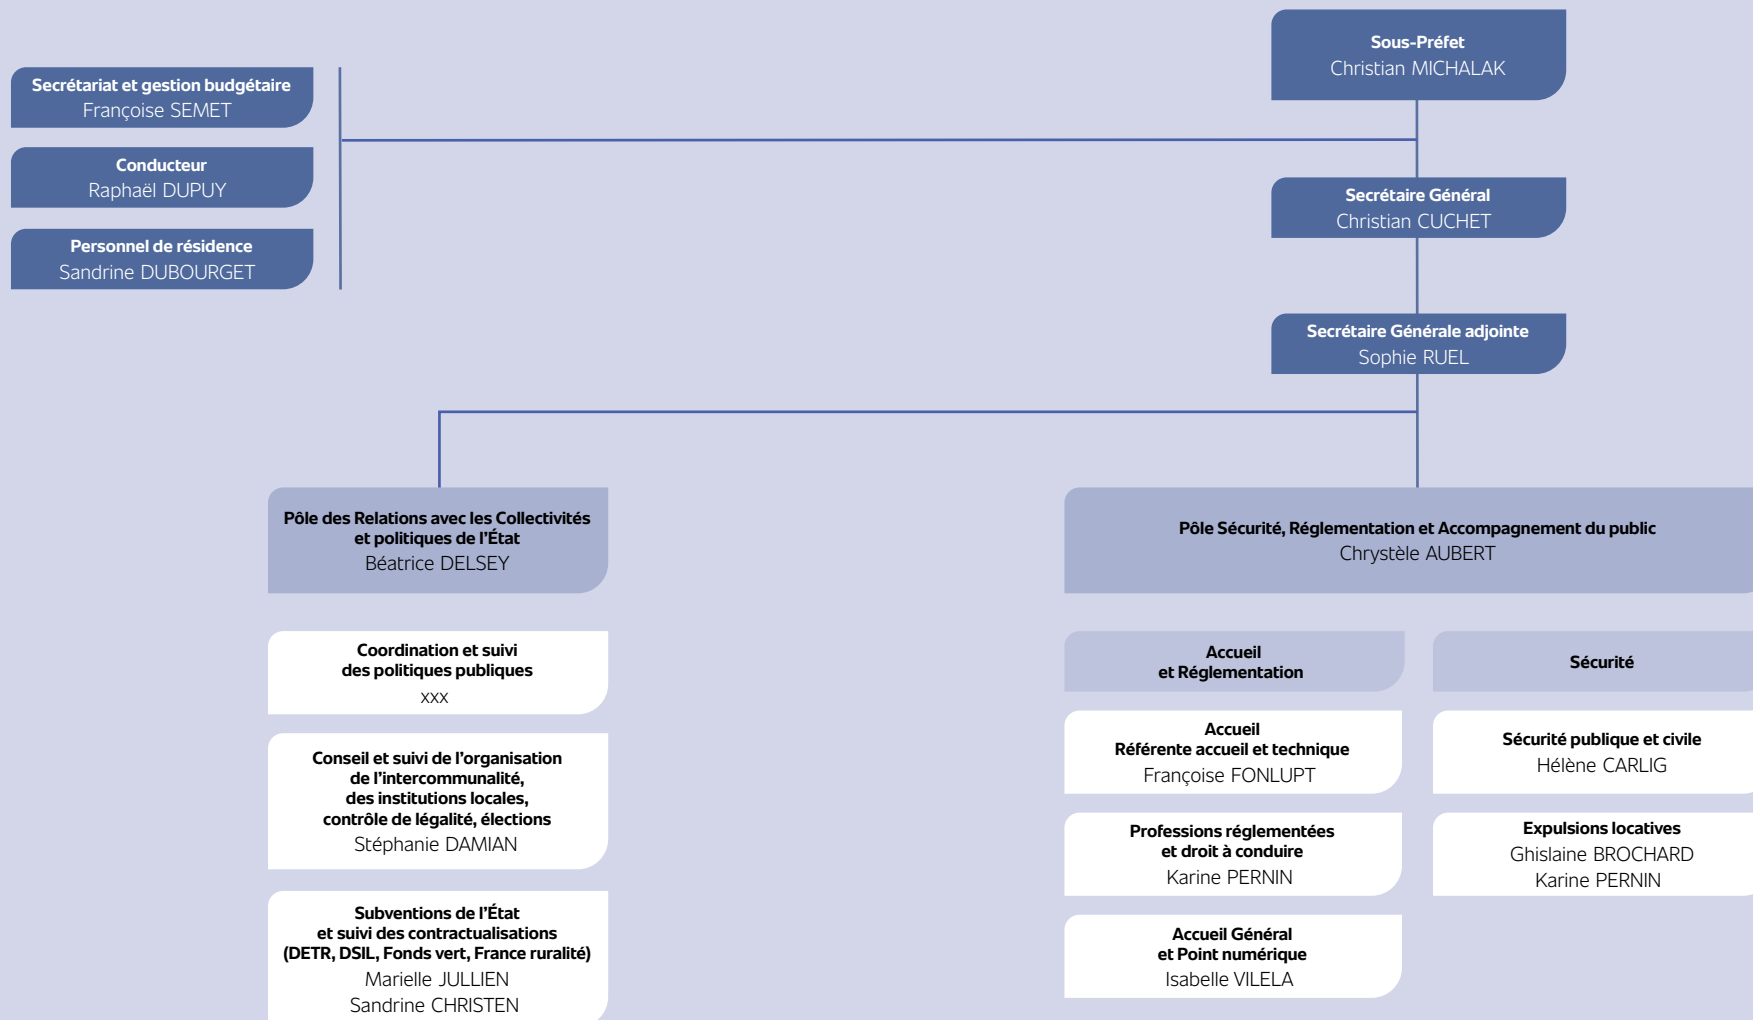 Sous-Préfet
Christian MICHALAK
Secrétariat et gestion budgétaire
Françoise SEMET
Conducteur
Raphaël DUPUY
Personnel de résidence
Sandrine DUBOURGET
Secrétaire Général
Christian CUCHET
Secrétaire Générale adjointe
Sophie RUEL
Pôle des Relations avec les Collectivités
et politiques de l’État
Béatrice DELSEY
Coordination et suivi
des politiques publiques
xxx
Conseil et suivi de l’organisation
de l’intercommunalité,
des institutions locales,
contrôle de légalité, élections
Stéphanie DAMIAN
Subventions de l’État
et suivi des contractualisations
(DETR, DSIL, Fonds vert, France ruralité)
Marielle JULLIEN
Sandrine CHRISTEN
Pôle Sécurité, Réglementation et Accompagnement du public
Chrystèle AUBERT
Accueil
et Réglementation
Accueil
Référente accueil et technique
Françoise FONLUPT
Professions réglementées
et droit à conduire
Karine PERNIN
Accueil Général
et Point numérique
Isabelle VILELA
Sécurité
Sécurité publique et civile
Hélène CARLIG
Expulsions locatives
Ghislaine BROCHARD
Karine PERNIN